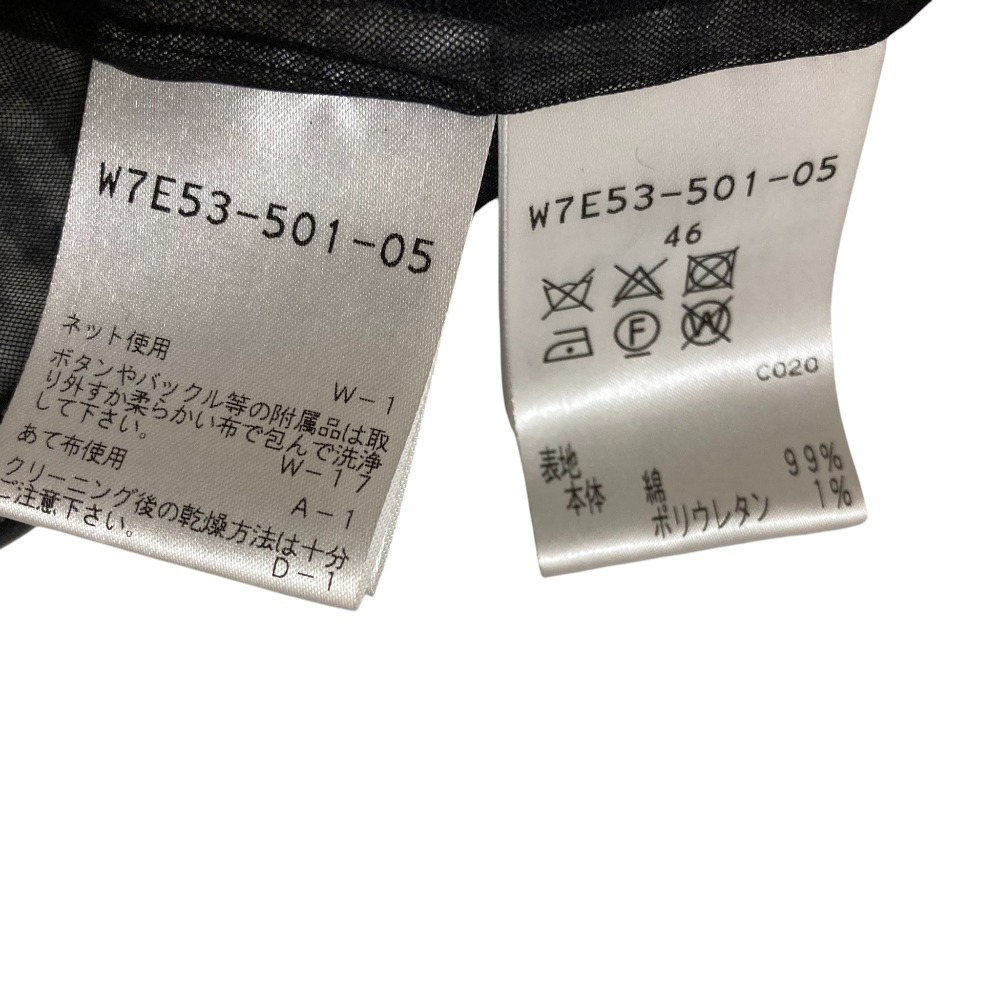 W7E53-501-05
ネット使用
W-1
ボタンやバックル等の附属品は取
り外すか柔らかい布で包んで洗浄
して下さい。
W-17
あて布使用
A-1
クリーニング後の乾燥方法は十分
ご注意下さい。
D-1
W7E53-501-05
46
F
W
C020
表地
本体 綿 99%
ポリウレタン 1%